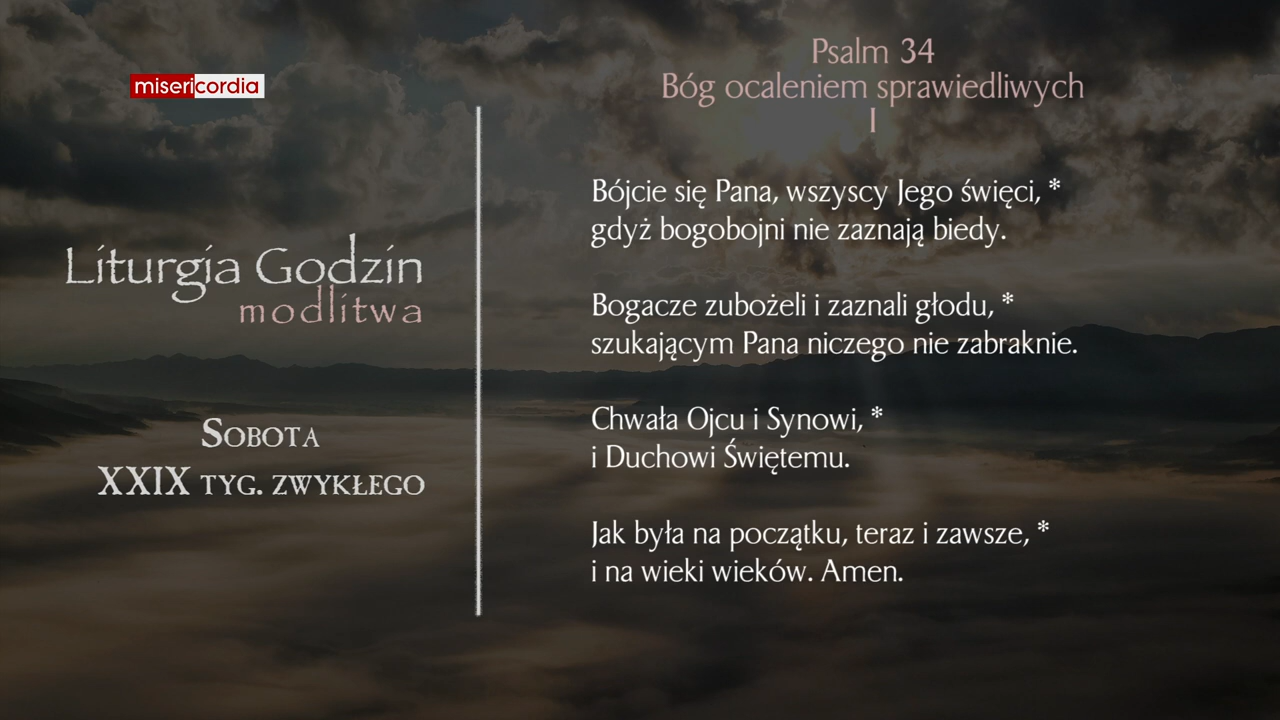 misericordia
Liturgia Godzin
modlitwa
Sobota
XXIX tyg. zwykłego
Psalm 34
Bóg ocaleniem sprawiedliwych
I
Bójcie się Pana, wszyscy Jego święci, *
gdyż bogobojni nie zaznają biedy.
Bogacze zubożeli i zaznali głodu, *
szukającym Pana niczego nie zabraknie.
Chwała Ojcu i Synowi, *
i Duchowi Świętemu.
Jak była na początku, teraz i zawsze, *
i na wieki wieków. Amen.